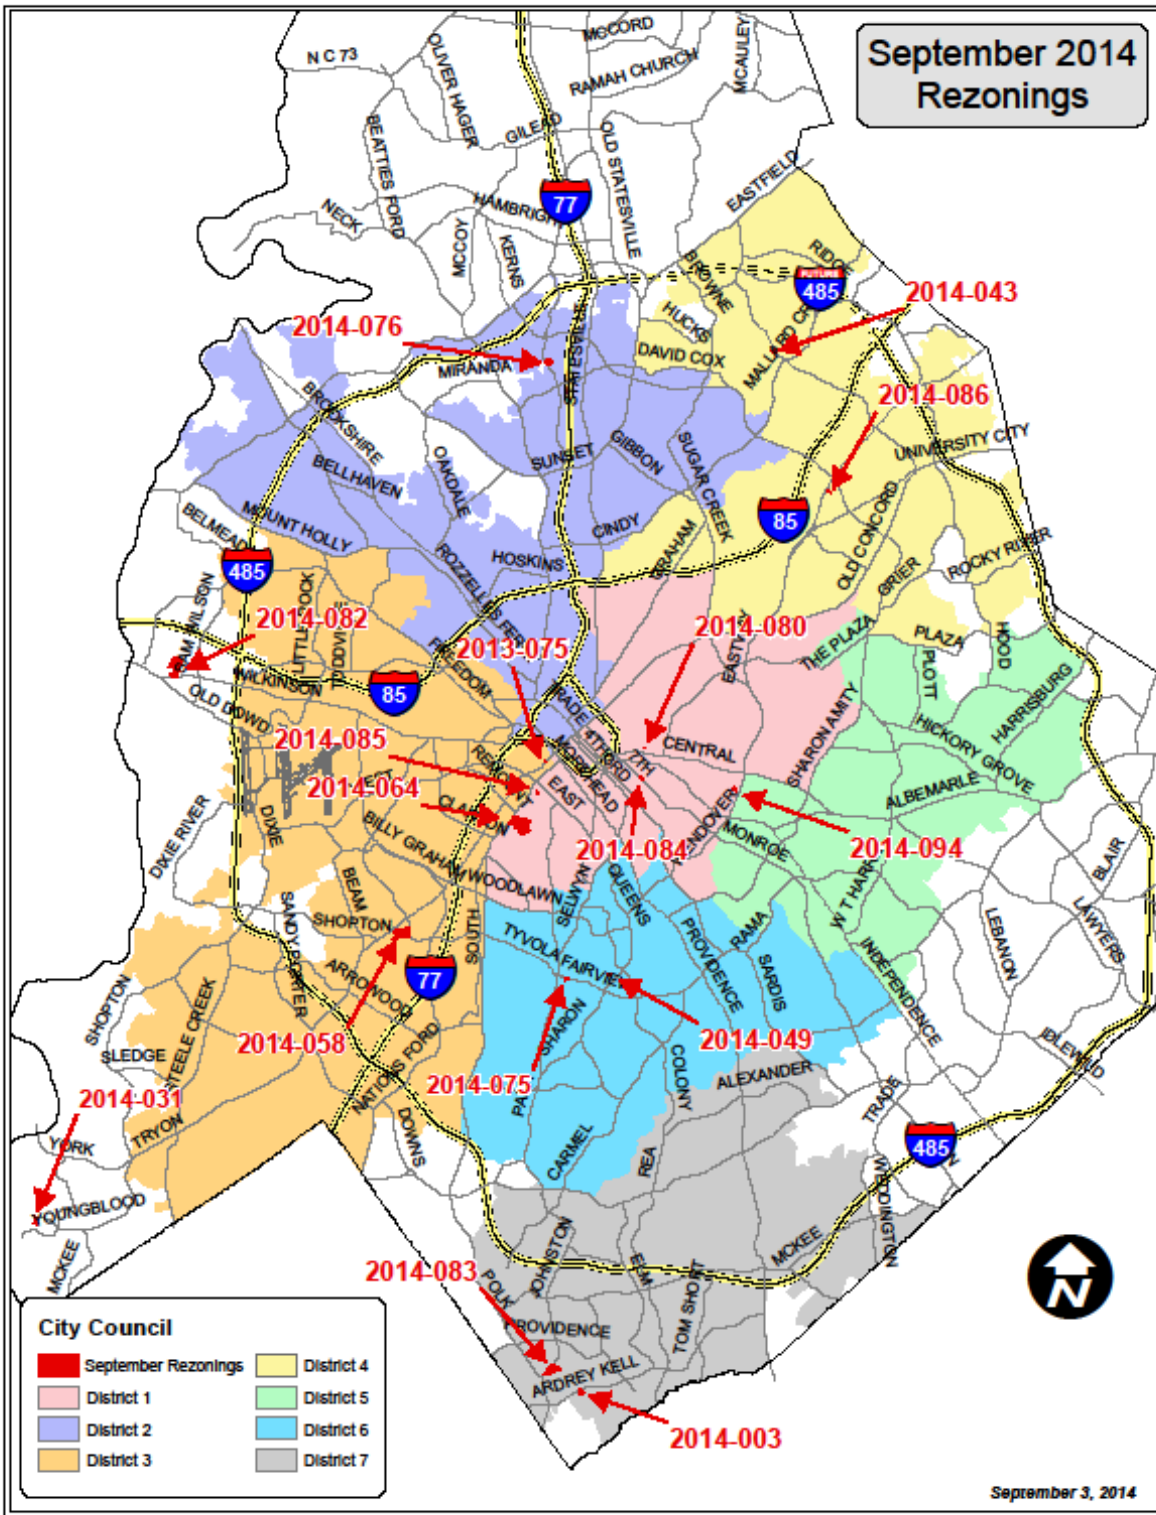 September 2014
Rezonings
MCCORD
N C 73
OLIVER HAGER
RAMAH CHURCH
MCAULEY
GILEAD
BEATTIES FORD
OLD STATESVILLE
EASTFIELD
77
HAMBRIGHT
NECK
MCCOY
KERNS
BROWNE
RIDGE
FUTURE
485
2014-043
2014-076
HUCKS
DAVID COX
MALLARD CR
MIRANDA
STATESVILLE
2014-086
BROOKSHIRE
UNIVERSITY CITY
SUNSET
GIBBON
SUGAR CREEK
BELLHAVEN
OAKDALE
MOUNT HOLLY
BELMEAD
CINDY
85
GRAHAM
OLD CONCORD
ROCKY RIVER
GRIER
HOSKINS
ROZZELLES FERRY
485
SAM WILSON
LITTLE ROCK
TODDVILLE
2014-082
2013-075
2014-080
EASTWAY
THE PLAZA
PLAZA
HOOD
PLOTT
HARRISBURG
FREEDOM
WILKINSON
85
OLD DOWD
TRADE
4TH
SHARON AMITY
HICKORY GROVE
2014-085
MOREHEAD
7TH
CENTRAL
REMOUNT
EAST
ALBEMARLE
2014-064
CLANTON
DIXIE RIVER
DIXIE
BILLY GRAHAM
WOODLAWN
2014-084
MONROE
2014-094
BLAIR
BEAM
SELWYN
QUEENS
SANDY PORTER
SHOPTON
SOUTH
TYVOLA
FAIRVIEW
PROVIDENCE
RAMA
SARDIS
INDEPENDENCE
LEBANON
LAWYERS
77
ARROWOOD
SHOPTON
STEELE CREEK
2014-058
SHARON
2014-049
IDLEWILD
SLEDGE
NATIONS FORD
2014-075
COLONY
ALEXANDER
TRADE
2014-031
YORK
TRYON
DOWNS
CARMEL
REA
485
YOUNGBLOOD
WEDDINGTON
MCKEE
JOHNSTON
ELM
MCKEE
2014-083
POLK
TOM SHORT
N
PROVIDENCE
ARDREY KELL
2014-003
City Council
September Rezonings
District 1
District 2
District 3
District 4
District 5
District 6
District 7
September 3, 2014